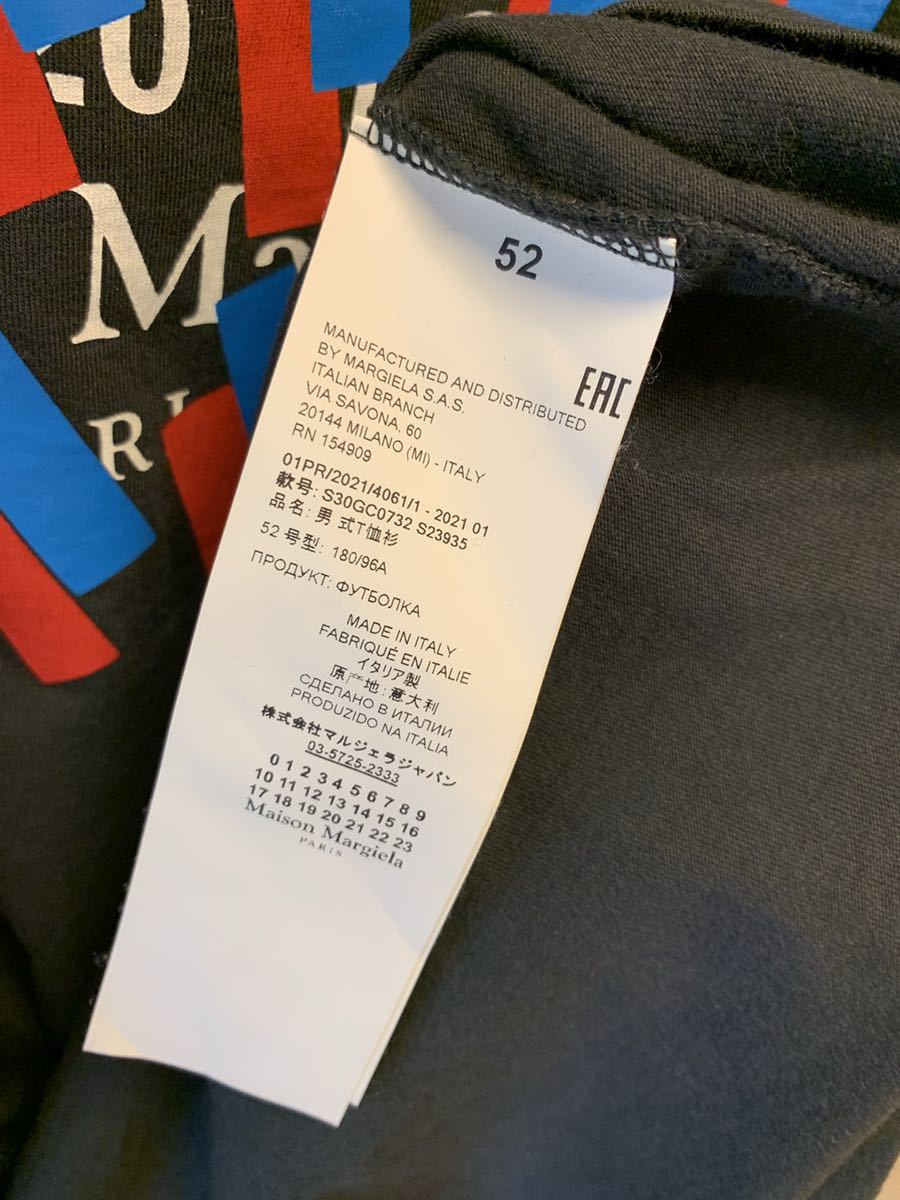 20
Ma
RI
52
EAC
MANUFACTURED AND DISTRIBUTED
BY MARGIELA S.A.S.
ITALIAN BRANCH
VIA SAVONA, 60
20144 MILANO (MI) - ITALY
RN 154909
01PR/2021/4061/1 - 2021 01
款号: S30GC0732 S23935
品名: 男 式T恤衫
52 号型: 180/96A
ПРОДУКТ: ФУТБОЛКА
MADE IN ITALY
FABRIQUÉ EN ITALIE
イタリア製
原产地: 意大利
СДЕЛАНО В ИТАЛИИ
PRODUZIDO NA ITALIA
株式会社マルジェラジャパン
03-5725-2333
0 1 2 3 4 5 6 7 8 9
10 11 12 13 14 15 16
17 18 19 20 21 22 23
Maison Margiela
PARIS